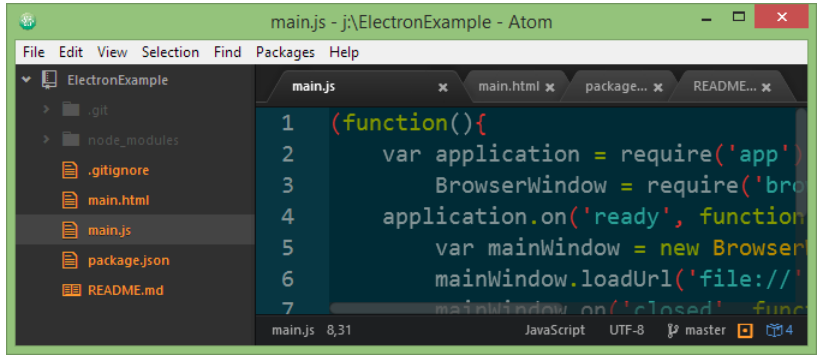 main.js - j:\ElectronExample - Atom
File Edit View Selection Find Packages Help
ElectronExample
.git
node_modules
.gitignore
main.html
main.js
package.json
README.md
main.js main.html package... README...
1 (function(){
2 var application = require('app')
3 BrowserWindow = require('bro
4 application.on('ready', function
5 var mainWindow = new Browser
6 mainWindow.loadUrl('file://'
7 mainWindow.on('closed', func
main.js 8,31 JavaScript UTF-8 master 4